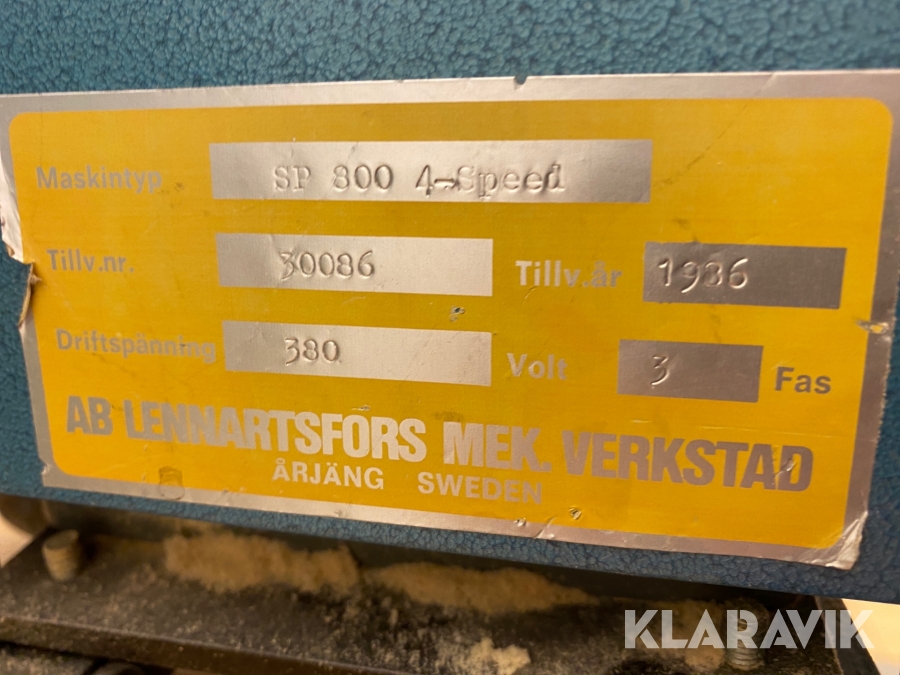 Maskintyp SP 800 4-Speed
Tillv.nr. 30086 Tillv.år 1986
Driftspänning 380 Volt 3 Fas
AB LENNARTSFORS MEK. VERKSTAD
ÅRJÄNG SWEDEN
KLARAVIK